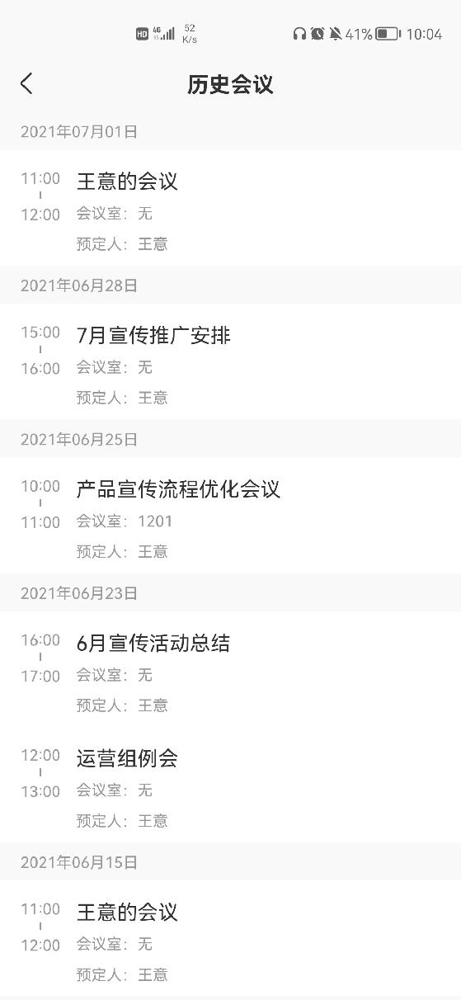 HD 4G 52 K/s 41% 10:04
历史会议
2021年07月01日
11:00 王意的会议
12:00 会议室：无
预定人：王意
2021年06月28日
15:00 7月宣传推广安排
16:00 会议室：无
预定人：王意
2021年06月25日
10:00 产品宣传流程优化会议
11:00 会议室：1201
预定人：王意
2021年06月23日
16:00 6月宣传活动总结
17:00 会议室：无
预定人：王意
12:00 运营组例会
13:00 会议室：无
预定人：王意
2021年06月15日
11:00 王意的会议
12:00 会议室：无
预定人：王意